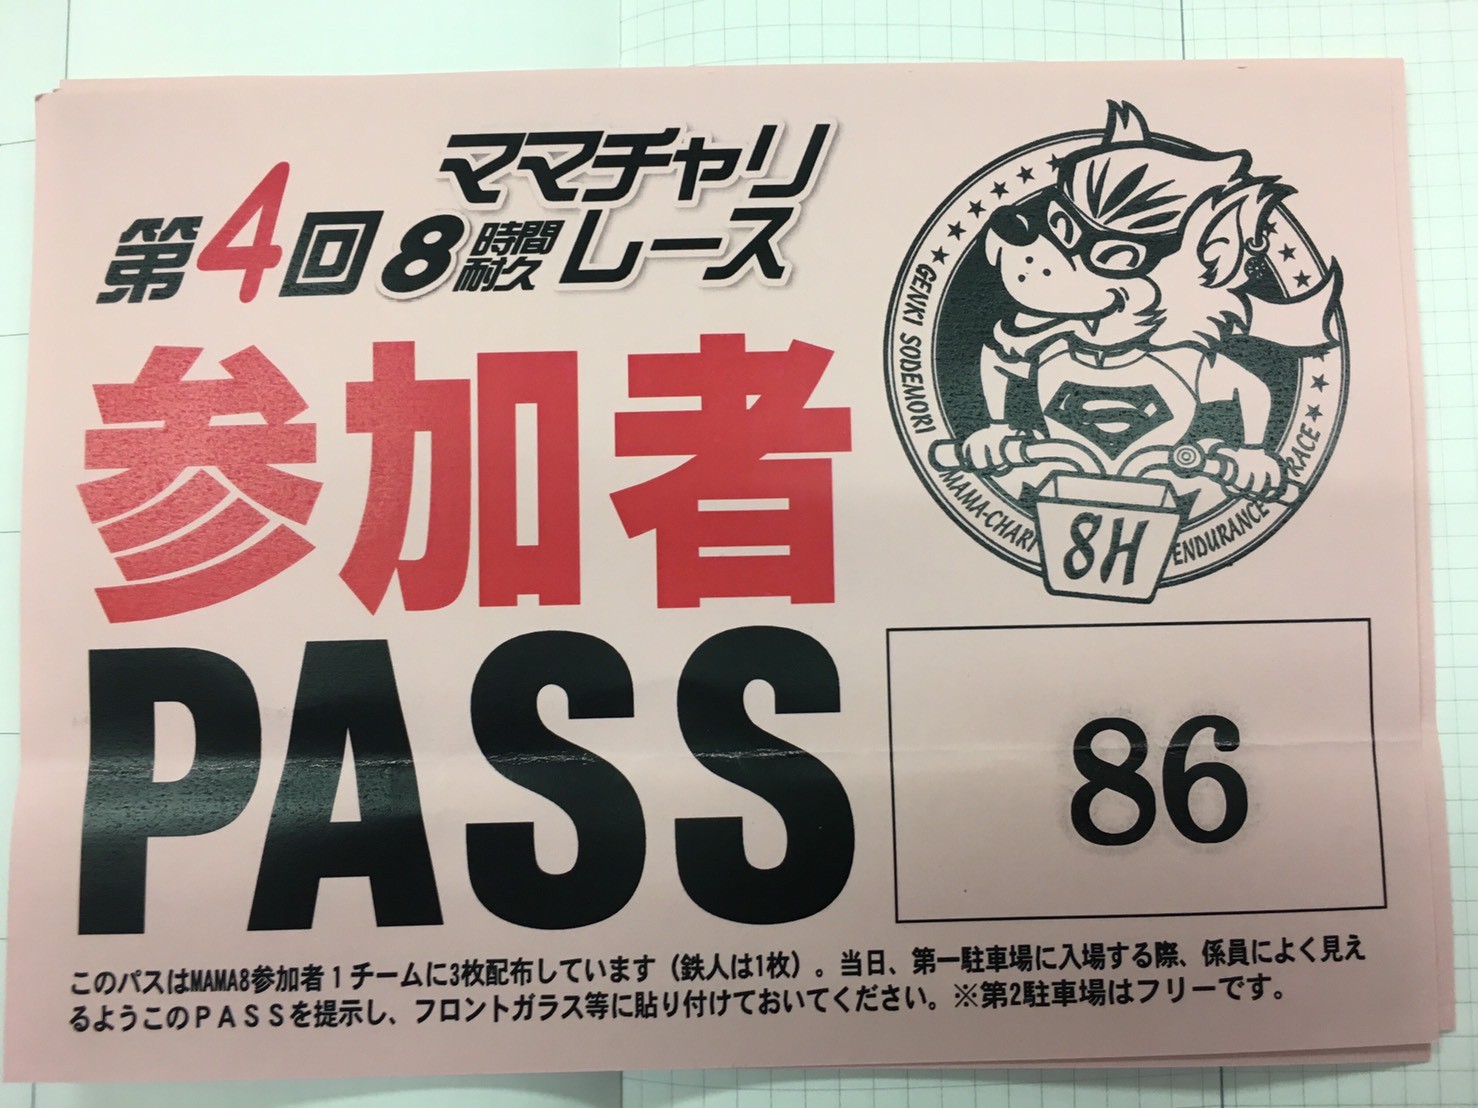 第4回 8時間耐久 ママチャリレース
参加者
PASS
GENKI SODEMORI
MAMA-CHARI ENDURANCE RACE
8H
86
このパスはMAMA8参加者1チームに3枚配布しています（鉄人は1枚）。当日、第一駐車場に入場する際、係員によく見え
るようこのPASSを提示し、フロントガラス等に貼り付けておいてください。※第2駐車場はフリーです。